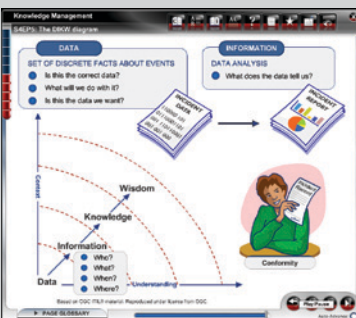 Knowledge Management
S4EP5: The DIKW diagram
DATA
SET OF DISCRETE FACTS ABOUT EVENTS
Is this the correct data?
What will we do with it?
Is this the data we want?
INFORMATION
DATA ANALYSIS
What does the data tell us?
INCIDENT
DATA
INCIDENT
REPORT
Context
Wisdom
Knowledge
Information
Data
Who?
What?
When?
Where?
Understanding
Incident
Report
Conformity
Based on OGC ITIL® material. Reproduced under license from OGC
PAGE GLOSSARY
Play/Pause